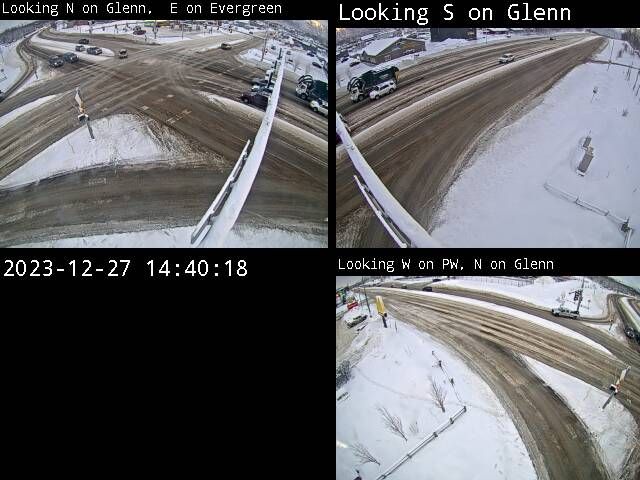 Looking N on Glenn, E on Evergreen
Looking S on Glenn
2023-12-27 14:40:18
Looking W on PW, N on Glenn